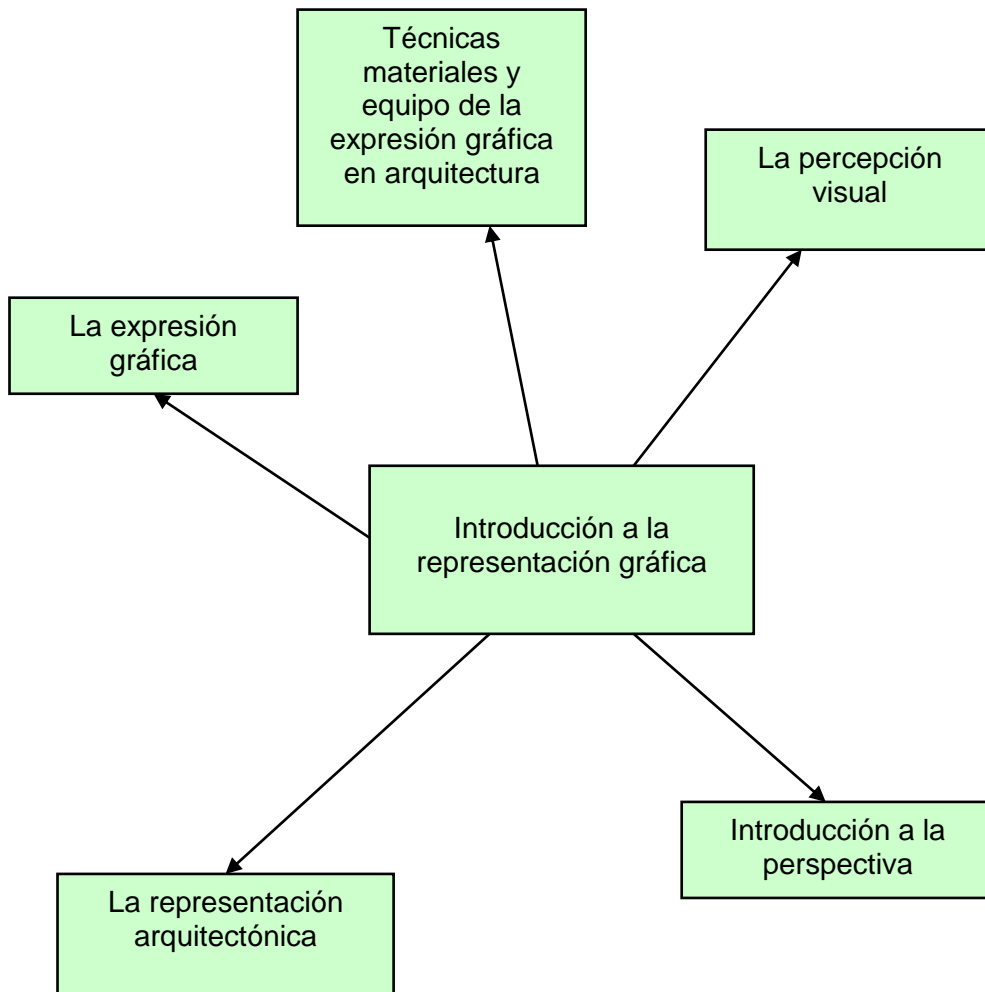 Técnicas
materiales y
equipo de la
expresión gráfica
en arquitectura
La percepción
visual
La expresión
gráfica
Introducción a la
representación gráfica
Introducción a la
perspectiva
La representación
arquitectónica